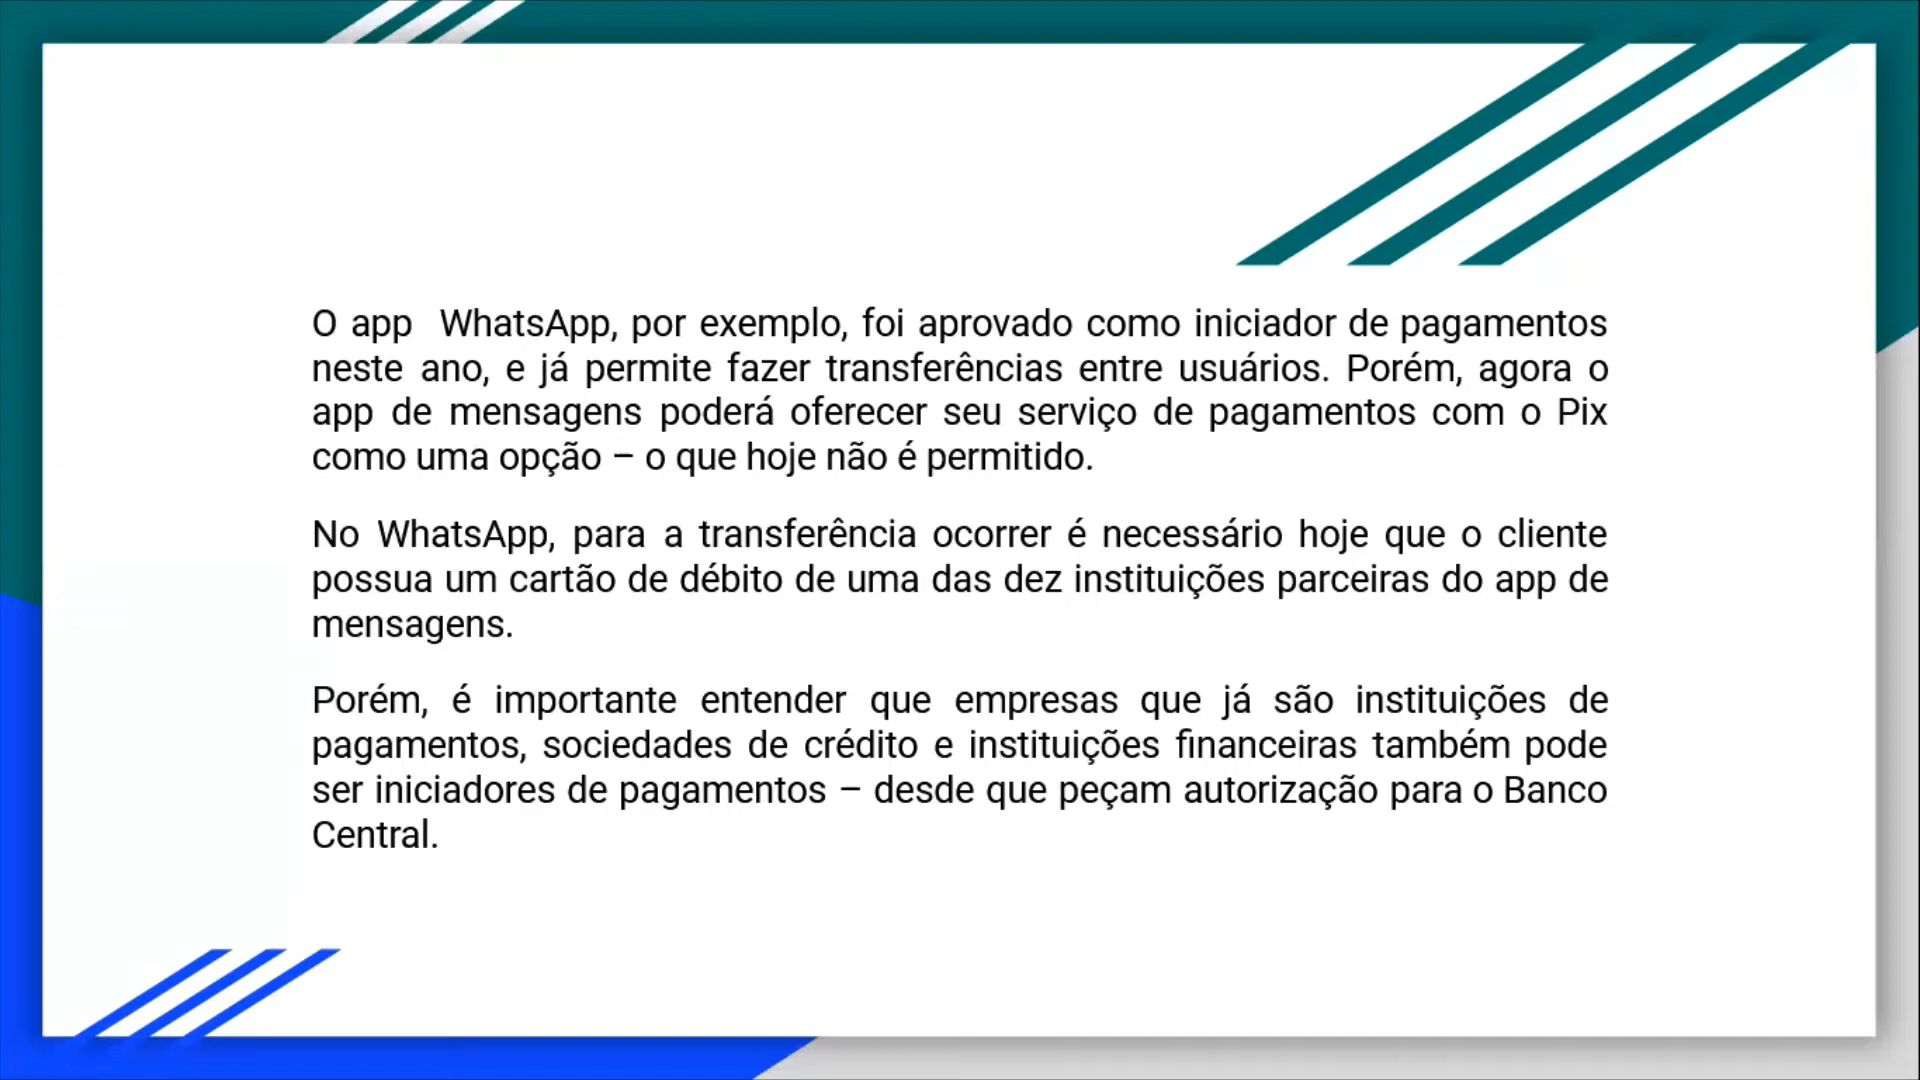 O app  WhatsApp, por exemplo, foi aprovado como iniciador de pagamentos
neste ano, e já permite fazer transferências entre usuários. Porém, agora o
app de mensagens poderá oferecer seu serviço de pagamentos com o Pix
como uma opção – o que hoje não é permitido.
No WhatsApp, para a transferência ocorrer é necessário hoje que o cliente
possua um cartão de débito de uma das dez instituições parceiras do app de
mensagens.
Porém, é importante entender que empresas que já são instituições de
pagamentos, sociedades de crédito e instituições financeiras também pode
ser iniciadores de pagamentos – desde que peçam autorização para o Banco
Central.